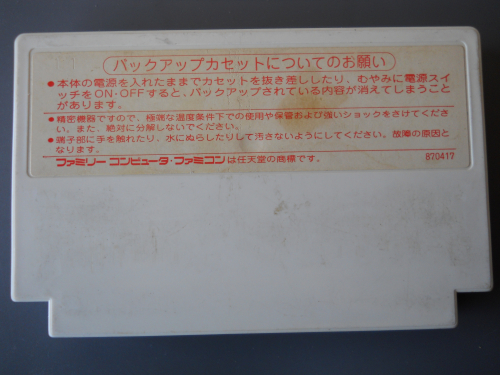 バックアップカセットについてのお願い
●本体の電源を入れたままでカセットを抜き差ししたり、むやみに電源スイ
ッチをON-OFFすると、バックアップされている内容が消えてしまうことが
があります。
●精密機器ですので、極端な温度条件下での使用や保管および強いショックをさけてくださ
い。また、絶対に分解しないでください。
●端子部に手を触れたり、水にぬらしたりして汚さないようにしてください。故障の原因と
なります。
ファミリーコンピュータ・ファミコンは任天堂の商標です。
870417